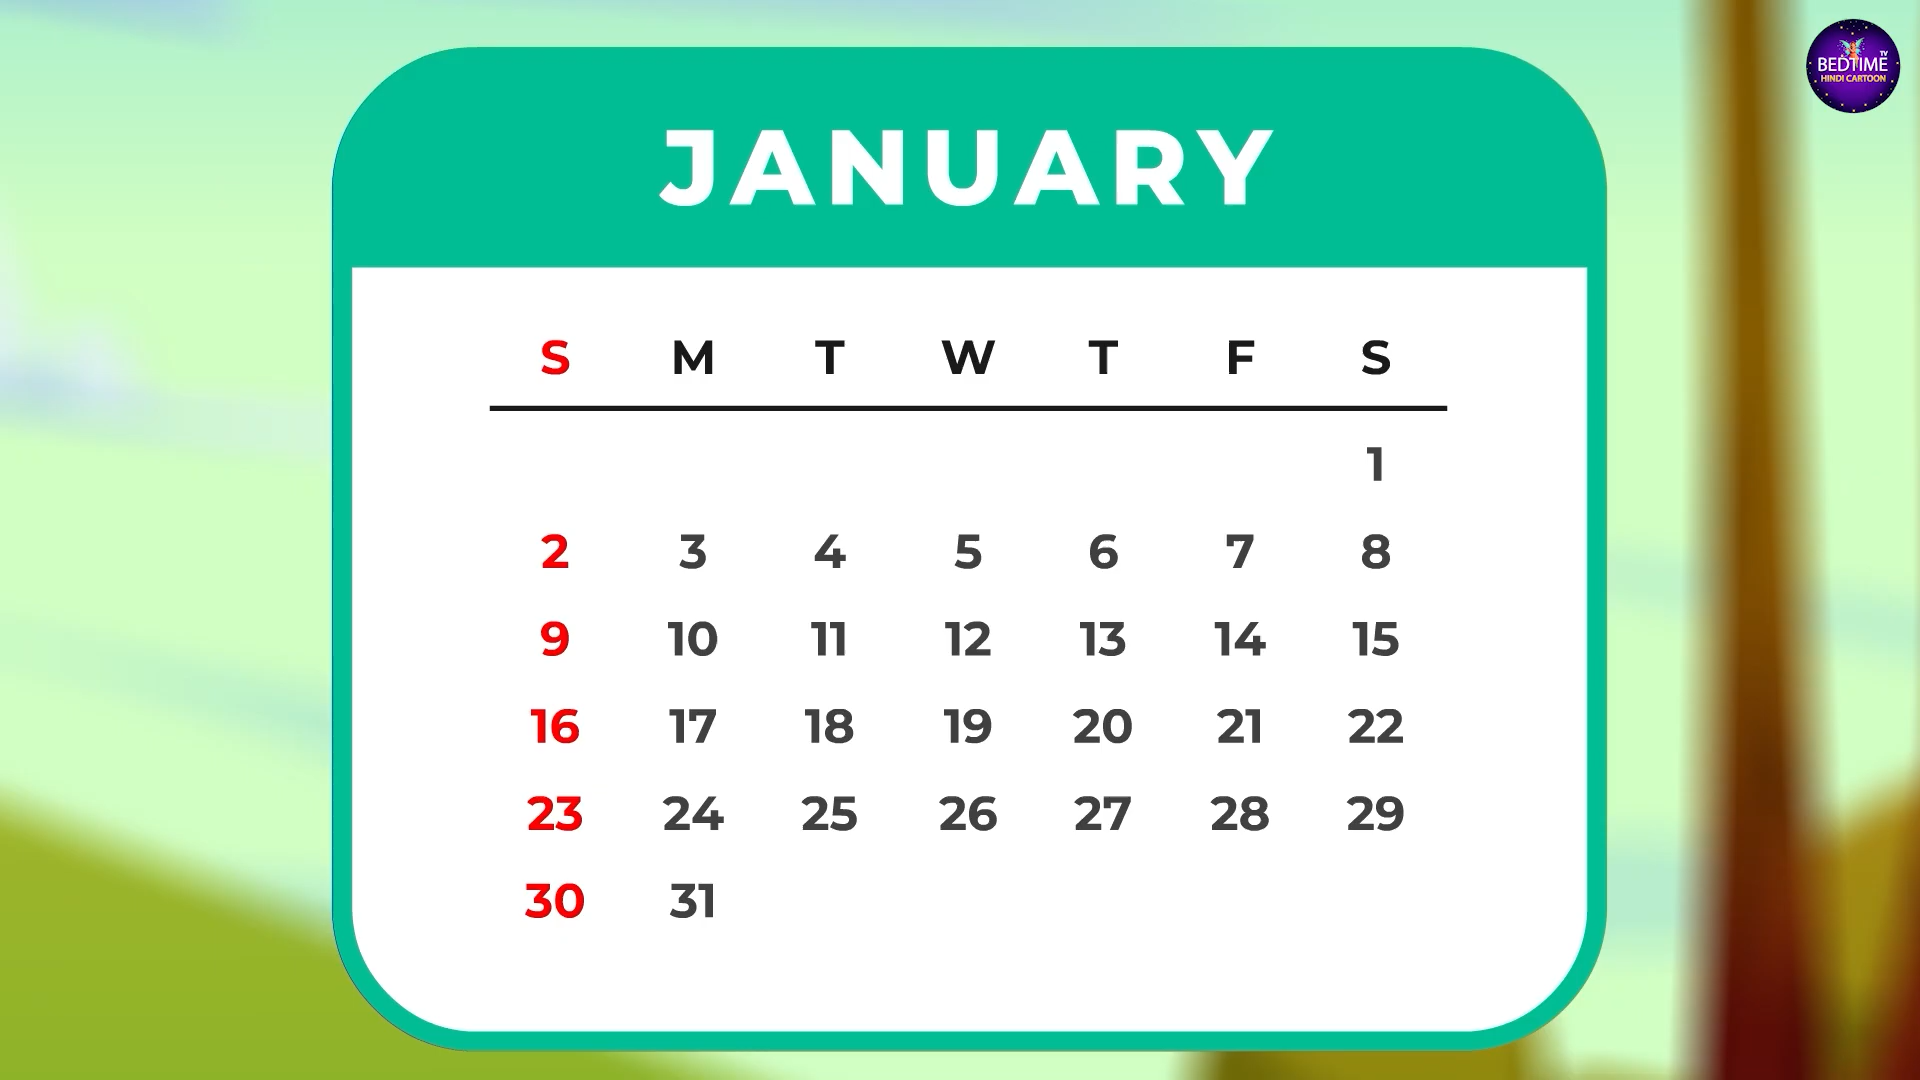 JANUARY
S M T W T F S
1
2 3 4 5 6 7 8
9 10 11 12 13 14 15
16 17 18 19 20 21 22
23 24 25 26 27 28 29
30 31
TV
BEDTIME
HINDI CARTOON